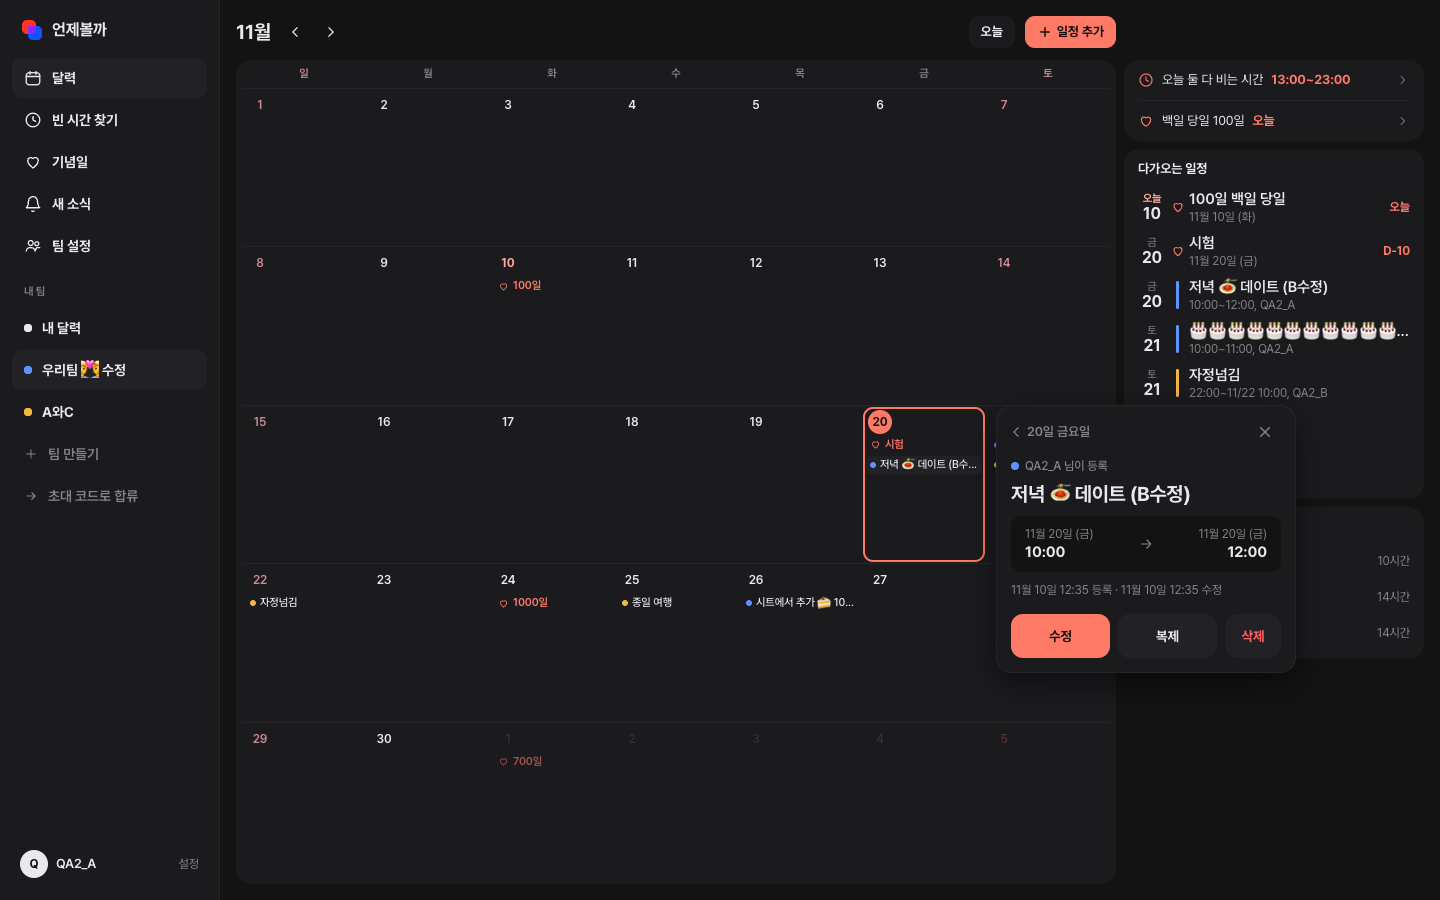 언제볼까
달력
빈 시간 찾기
기념일
새 소식
팀 설정
내 팀
내 달력
우리팀 💏 수정
A와C
+ 팀 만들기
→ 초대 코드로 합류
Q QA2_A 설정
11월
오늘
+ 일정 추가
일 월 화 수 목 금 토
1 2 3 4 5 6 7
8 9 10 11 12 13 14
100일
15 16 17 18 19 20
시험
저녁 🍝 데이트 (B수...
22 23 24 25 26 27
자정넘김
1000일
종일 여행
시트에서 추가 🍰 10...
29 30 1 2 3 4 5
700일
오늘 둘 다 비는 시간 13:00~23:00
백일 당일 100일 오늘
다가오는 일정
오늘
10
100일 백일 당일
11월 10일 (화)
오늘
금
20
시험
11월 20일 (금)
D-10
금
20
저녁 🍝 데이트 (B수정)
10:00–12:00, QA2_A
토
21
🎂🎂🎂🎂🎂🎂🎂🎂🎂🎂🎂...
10:00–11:00, QA2_A
토
21
자정넘김
22:00–11/22 10:00, QA2_B
20일 금요일
QA2_A 님이 등록
저녁 🍝 데이트 (B수정)
11월 20일 (금)
10:00
→
11월 20일 (금)
12:00
11월 10일 12:35 등록 · 11월 10일 12:35 수정
수정
복제
삭제
10시간
14시간
14시간